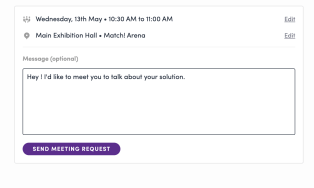 Wednesday, 13th May • 10:30 AM to 11:00 AM Edit
Main Exhibition Hall • Match! Arena Edit
Message (optional)
Hey ! I'd like to meet you to talk about your solution.
SEND MEETING REQUEST